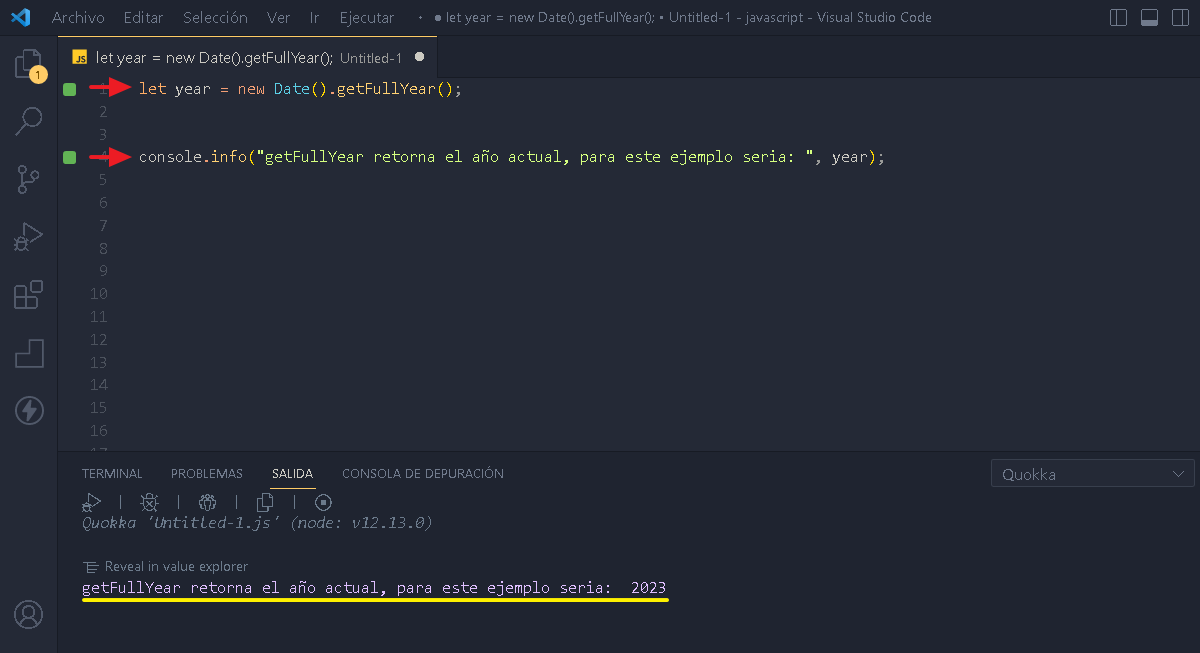 Archivo Editar Selección Ver Ir Ejecutar · ● let year = new Date().getFullYear(); • Untitled-1 - javascript - Visual Studio Code
JS let year = new Date().getFullYear(); Untitled-1 ●
1
1 let year = new Date().getFullYear();
2
3
4 console.info("getFullYear retorna el año actual, para este ejemplo seria: ", year);
5
6
7
8
9
10
11
12
13
14
15
16
17
TERMINAL PROBLEMAS SALIDA CONSOLA DE DEPURACIÓN Quokka
Quokka 'Untitled-1.js' (node: v12.13.0)
Reveal in value explorer
getFullYear retorna el año actual, para este ejemplo seria:  2023